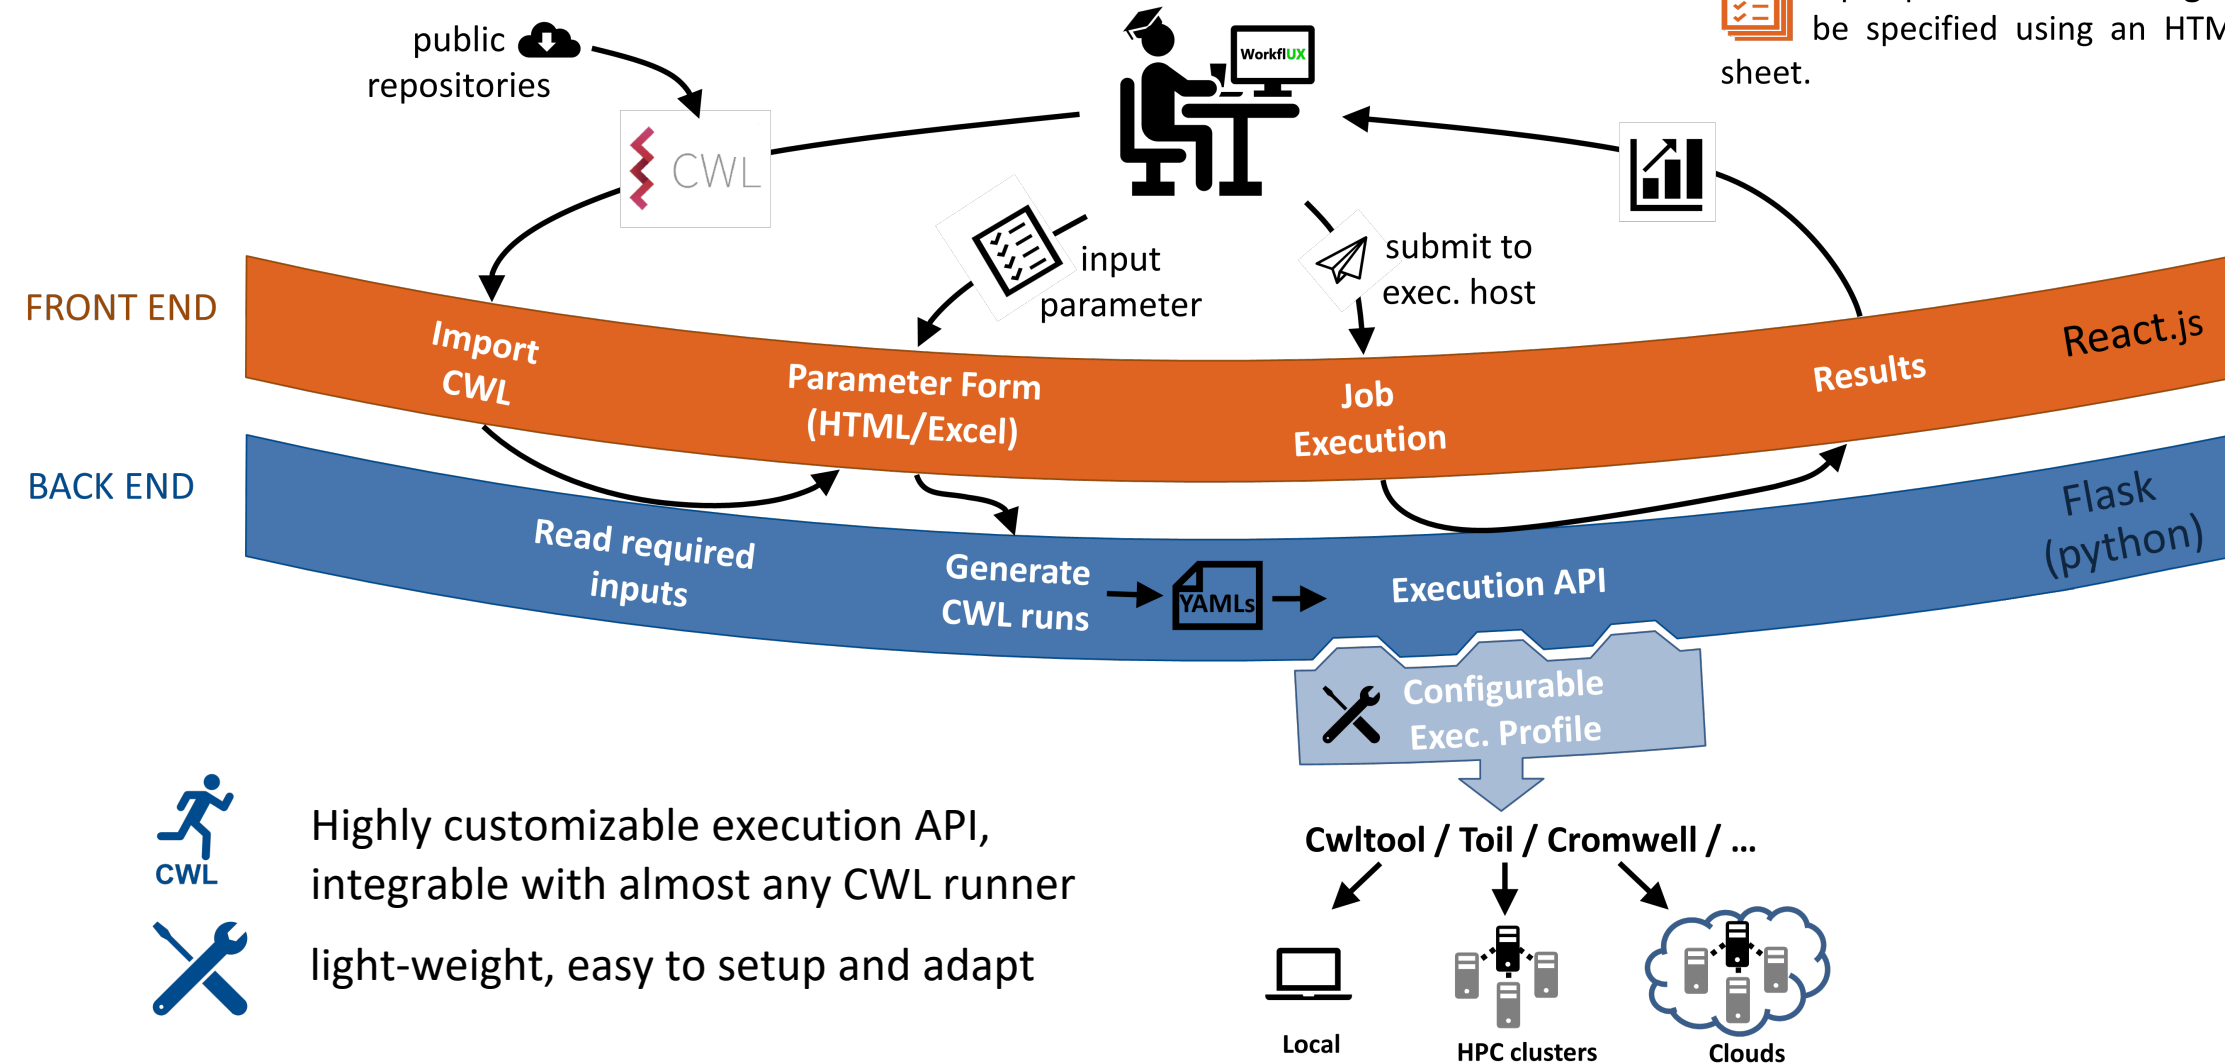 public
repositories
WorkflUX
be specified using an HTM
sheet.
CWL
input
parameter
submit to
exec. host
FRONT END
Import
CWL
Parameter Form
(HTML/Excel)
Job
Execution
Results
React.js
BACK END
Read required
inputs
Generate
CWL runs
YAMLs
Execution API
Flask
(python)
Configurable
Exec. Profile
CWL
Highly customizable execution API,
integrable with almost any CWL runner
light-weight, easy to setup and adapt
Cwltool / Toil / Cromwell / ...
Local
HPC clusters
Clouds